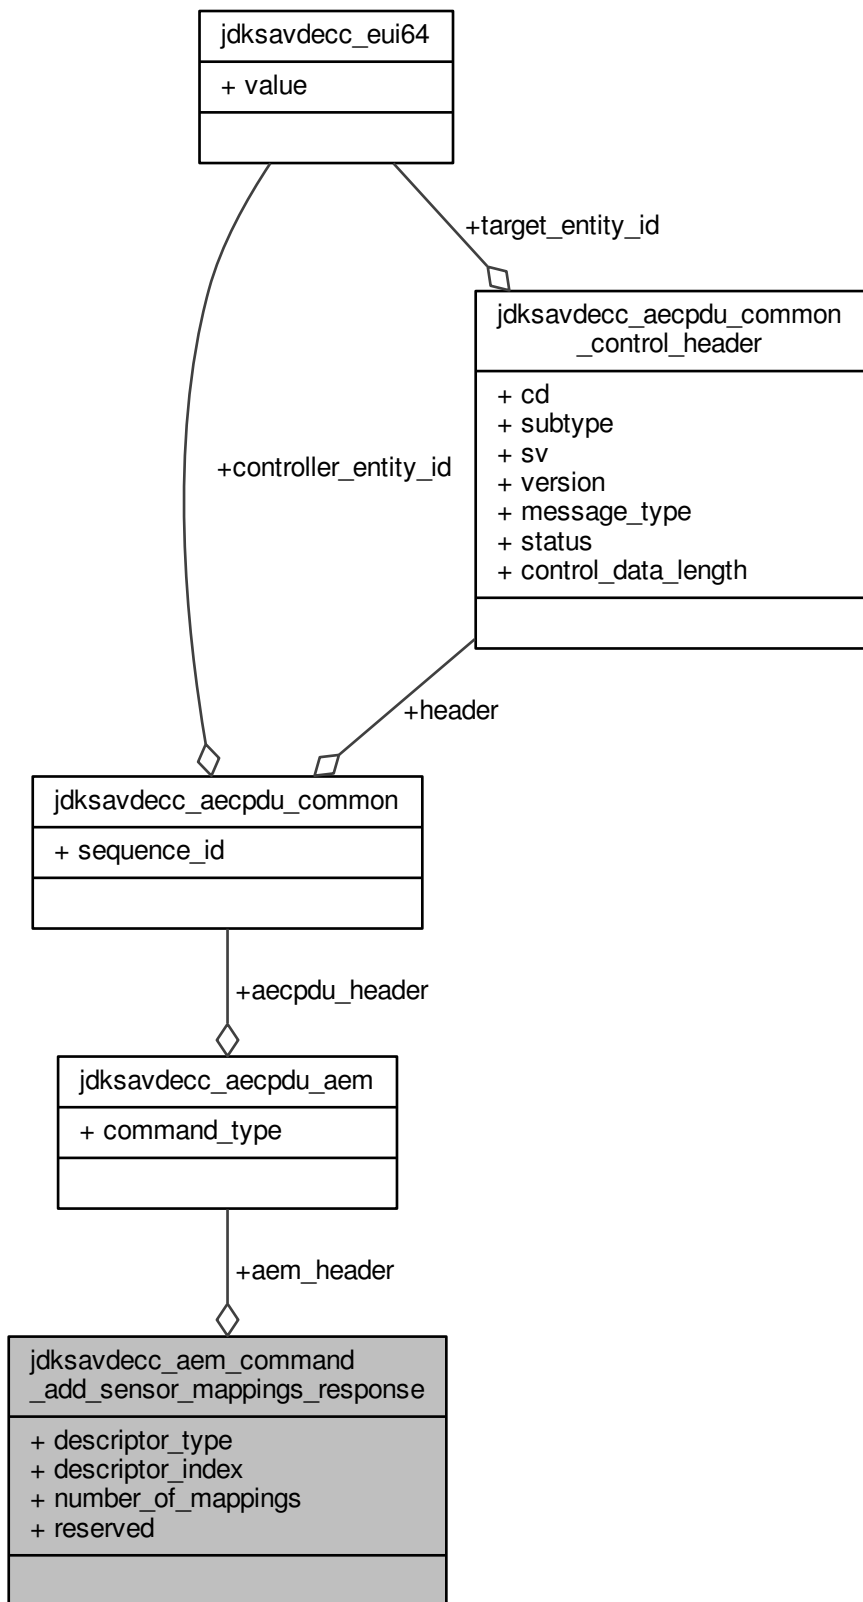 jdksavdecc_eui64
+ value
+target_entity_id
jdksavdecc_aecpdu_common
_control_header
+ cd
+ subtype
+ sv
+ version
+ message_type
+ status
+ control_data_length
+controller_entity_id
+header
jdksavdecc_aecpdu_common
+ sequence_id
+aecpdu_header
jdksavdecc_aecpdu_aem
+ command_type
+aem_header
jdksavdecc_aem_command
_add_sensor_mappings_response
+ descriptor_type
+ descriptor_index
+ number_of_mappings
+ reserved